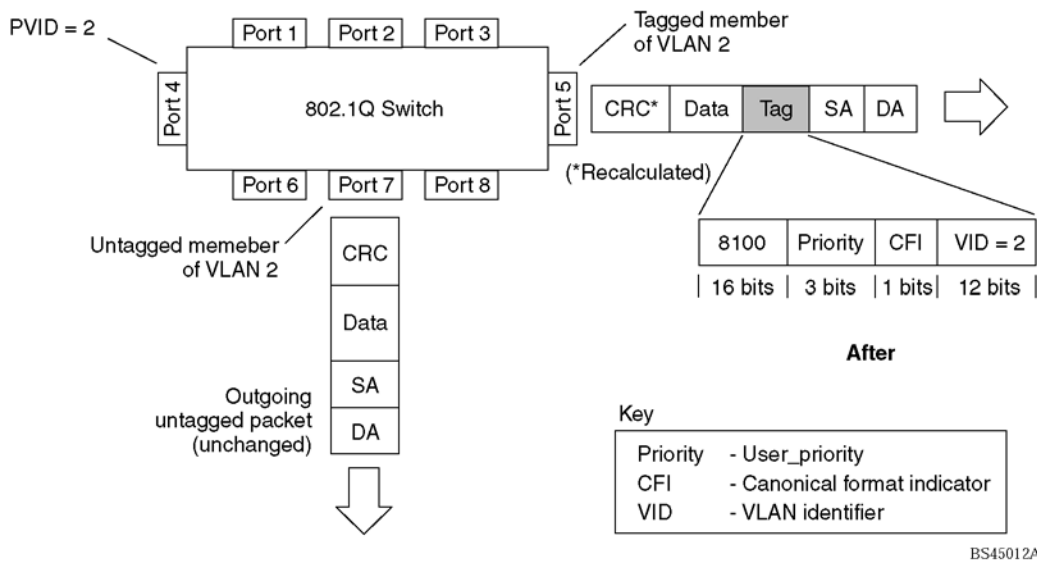 PVID = 2
Port 1
Port 2
Port 3
Tagged member
of VLAN 2
Port 4
802.1Q Switch
Port 5
CRC*
Data
Tag
SA
DA
(*Recalculated)
Port 6
Port 7
Port 8
Untagged memeber
of VLAN 2
CRC
Data
SA
DA
8100
Priority
CFI
VID = 2
16 bits
3 bits
1 bits
12 bits
After
Outgoing
untagged packet
(unchanged)
Key
Priority - User_priority
CFI - Canonical format indicator
VID - VLAN identifier
BS45012A